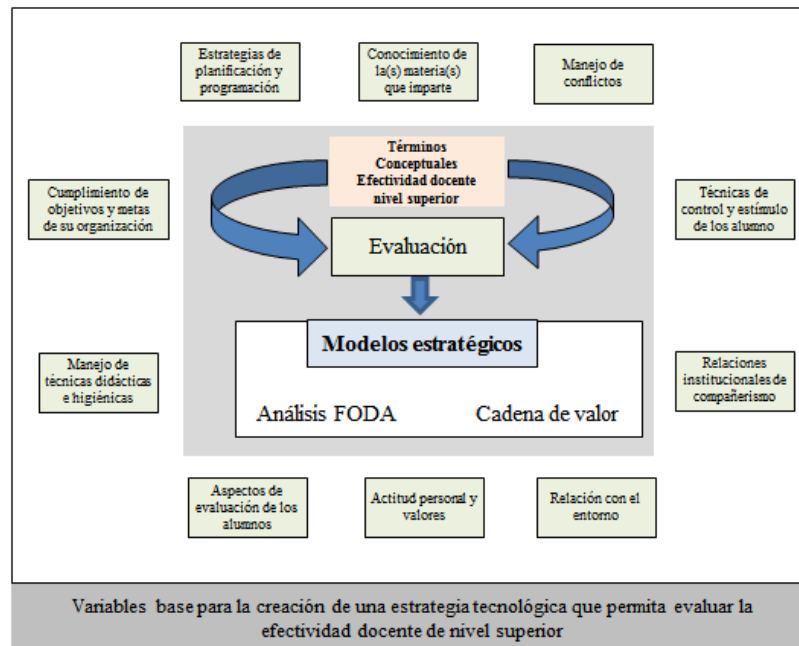 Estrategias de
planificación y
programación
Conocimiento de
la(s) materia(s)
que imparte
Manejo de
conflictos
Términos
Conceptuales
Efectividad docente
nivel superior
Cumplimiento de
objetivos y metas
de su organización
Técnicas de
control y estímulo
de los alumno
Evaluación
Modelos estratégicos
Manejo de
técnicas didácticas
e higiénicas
Relaciones
institucionales de
compañerismo
Análisis FODA
Cadena de valor
Aspectos de
evaluación de los
alumnos
Actitud personal y
valores
Relación con el
entorno
Variables base para la creación de una estrategia tecnológica que permita evaluar la
efectividad docente de nivel superior